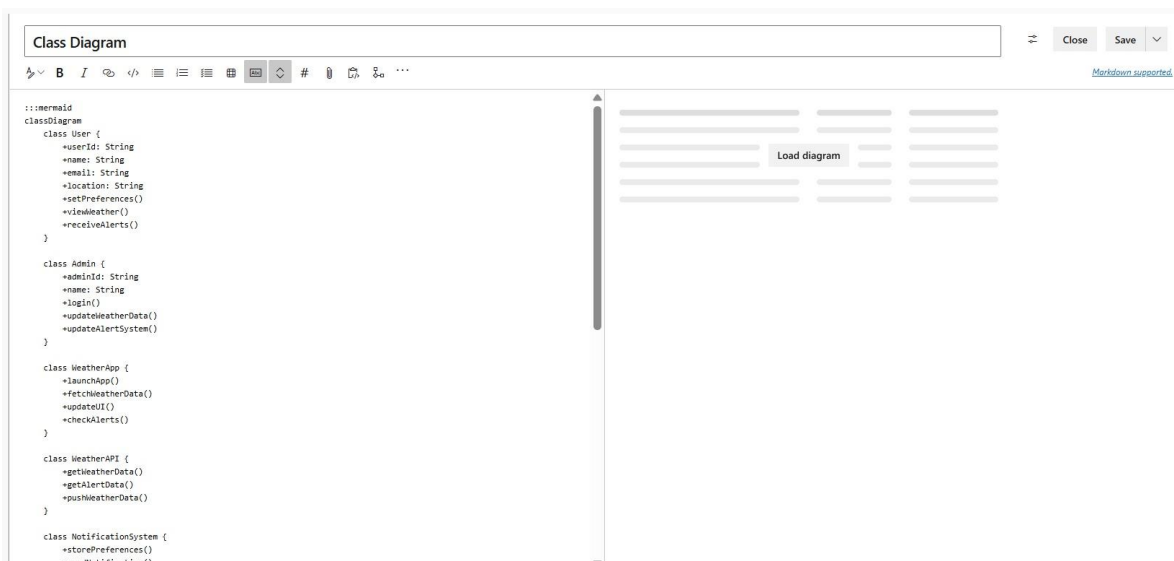 Class Diagram
Close
Save
B I </> # ...
Markdown supported.
:::mermaid
classDiagram
class User {
+userId: String
+name: String
+email: String
+location: String
+setPreferences()
+viewWeather()
+receiveAlerts()
}
class Admin {
+adminId: String
+name: String
+login()
+updateWeatherData()
+updateAlertSystem()
}
class WeatherApp {
+launchApp()
+fetchWeatherData()
+updateUI()
+checkAlerts()
}
class WeatherAPI {
+getWeatherData()
+getAlertData()
+pushWeatherData()
}
class NotificationSystem {
+storePreferences()
Load diagram